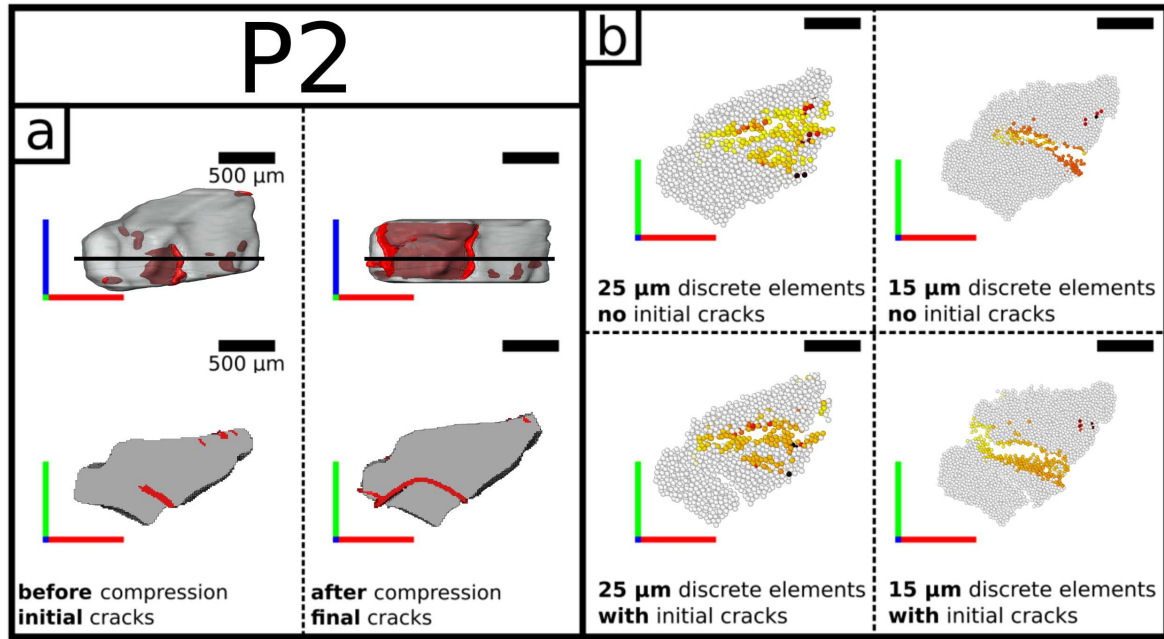 P2
a
500 µm
500 µm
before compression
initial cracks
after compression
final cracks
b
25 µm discrete elements
no initial cracks
15 µm discrete elements
no initial cracks
25 µm discrete elements
with initial cracks
15 µm discrete elements
with initial cracks